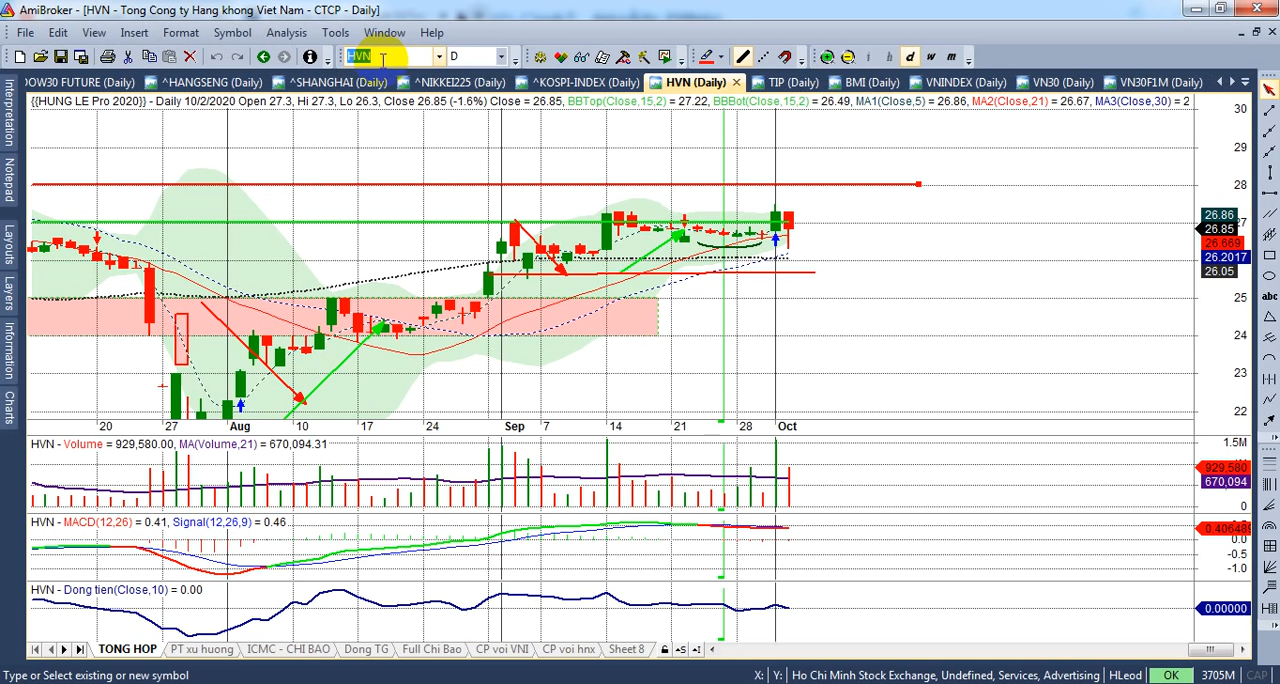 AmiBroker - [HVN - Tong Cong ty Hang khong Viet Nam - CTCP - Daily]
File Edit View Insert Format Symbol Analysis Tools Window Help
HVN D h d w m
OOW30 FUTURE (Daily) ^HANGSENG (Daily) ^SHANGHAI (Daily) ^NIKKEI225 (Daily) ^KOSPI-INDEX (Daily) HVN (Daily) TIP (Daily) BMI (Daily) VNINDEX (Daily) VN30 (Daily) VN30F1M (Daily)
{{HUNG LE Pro 2020}} - Daily 10/2/2020 Open 27.3, Hi 27.3, Lo 26.3, Close 26.85 (-1.6%) Close = 26.85, BBTop(Close,15,2) = 27.22, BBBot(Close,15,2) = 26.49, MA1(Close,5) = 26.86, MA2(Close,21) = 26.67, MA3(Close,30) = 2
Interpretation
Notepad
Layouts
Layers
Information
Charts
30
29
28
27
26.86
26.85
26.669
26.2017
26.05
25
24
23
22
abc
20 27 Aug 10 17 24 Sep 7 14 21 28 Oct
HVN - Volume = 929,580.00, MA(Volume,21) = 670,094.31
1.5M
929,580
670,094
0
HVN - MACD(12,26) = 0.41, Signal(12,26,9) = 0.46
0.40648
0.0
-0.5
-1.0
HVN - Dong tien(Close,10) = 0.00
0.00000
TONG HOP PT xu huong ICMC - CHI BAO Dong TG Full Chi Bao CP voi VNI CP voi hnx Sheet 8
Type or Select existing or new symbol X: Y: Ho Chi Minh Stock Exchange, Undefined, Services, Advertising HLeod OK 3705M CAP